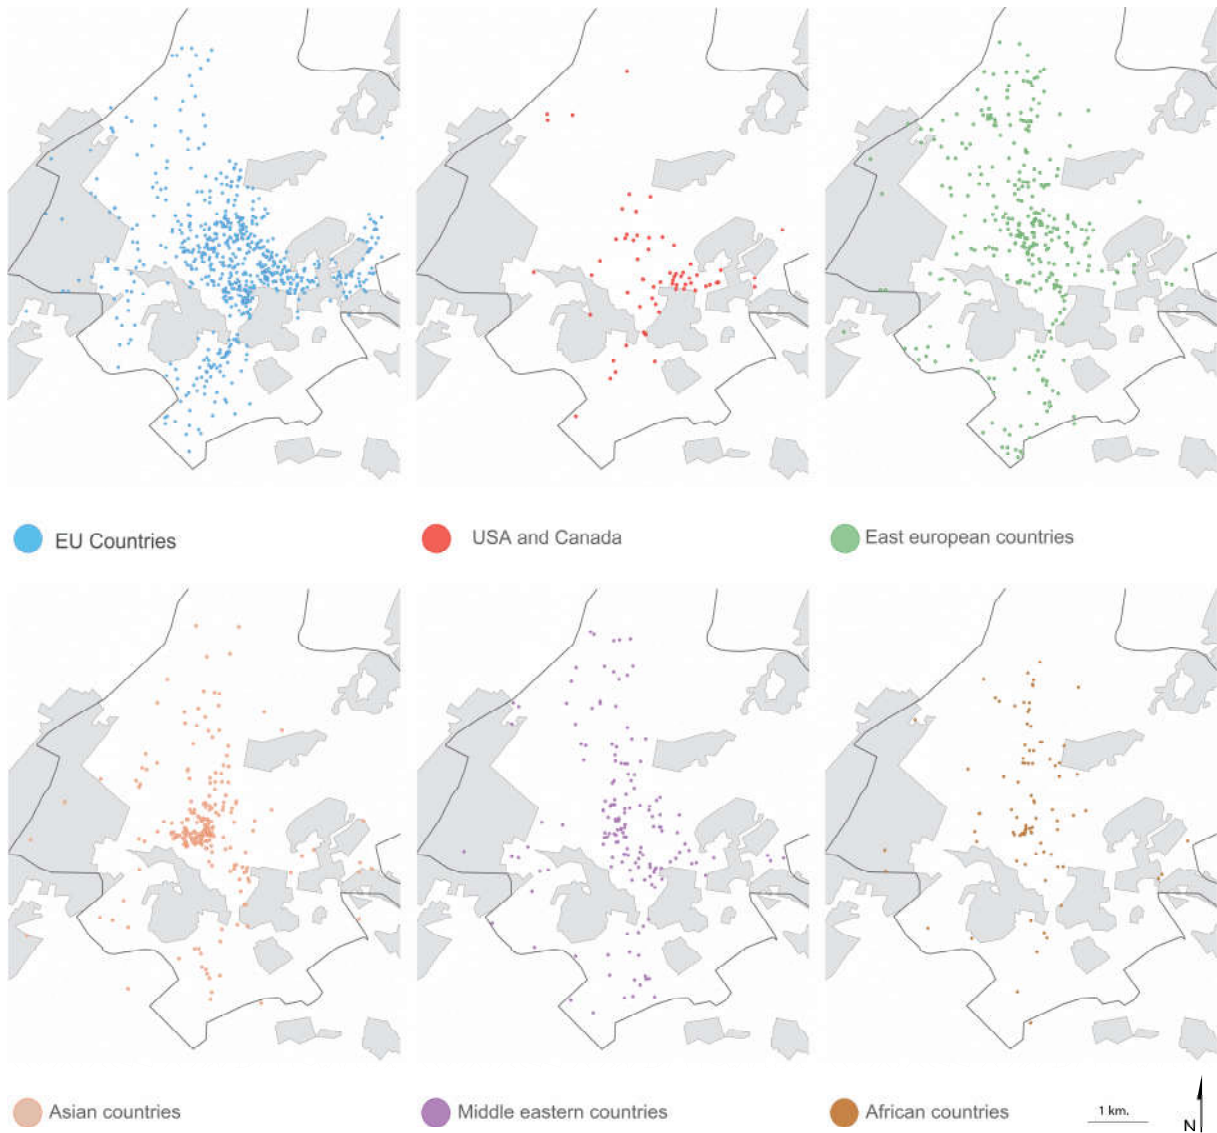 EU Countries
USA and Canada
East european countries
Asian countries
Middle eastern countries
African countries
1 km.
N